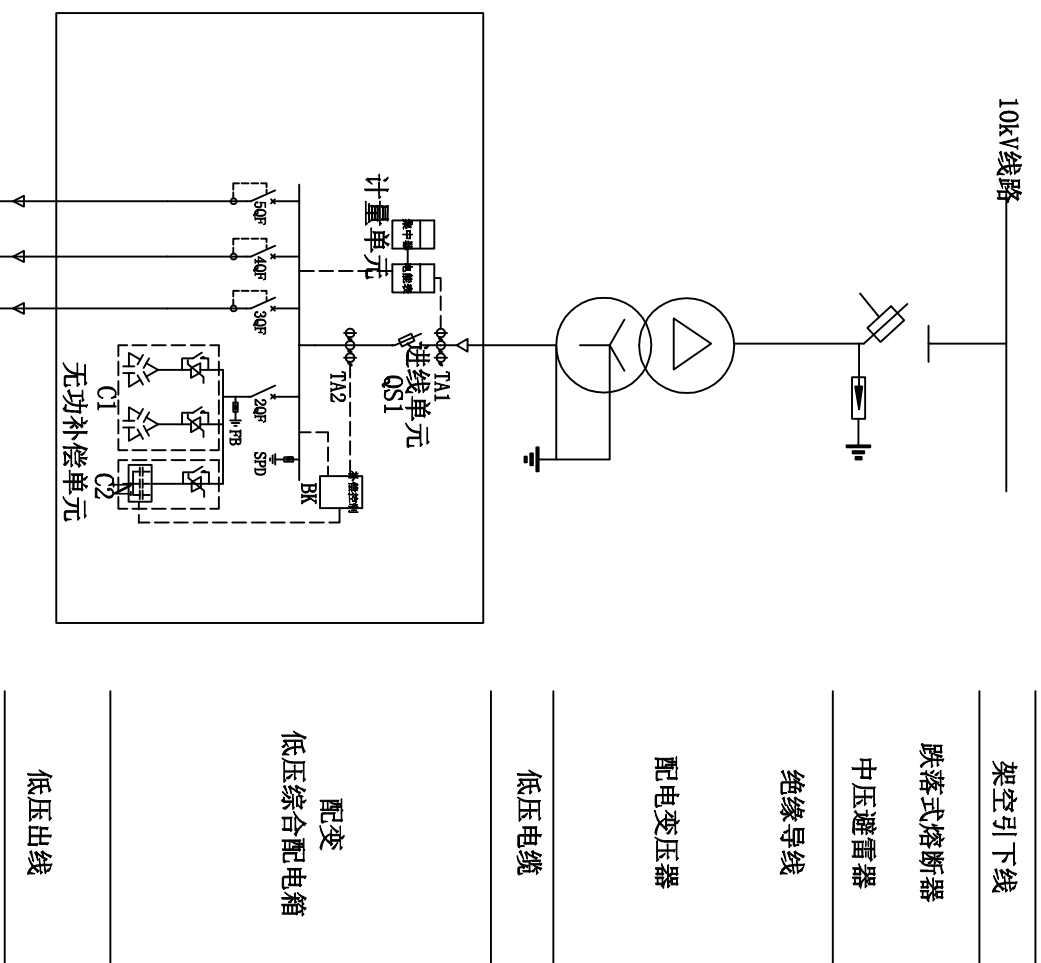 10kV线路
计量单元
集中器
电能表
5QF
4QF
3QF
进线单元
TA1
QS1
TA2
2QF
FB
SPD
BK
补偿控制
C1
C2
无功补偿单元
架空引下线
跌落式熔断器
中压避雷器
绝缘导线
配电变压器
低压电缆
配变
低压综合配电箱
低压出线